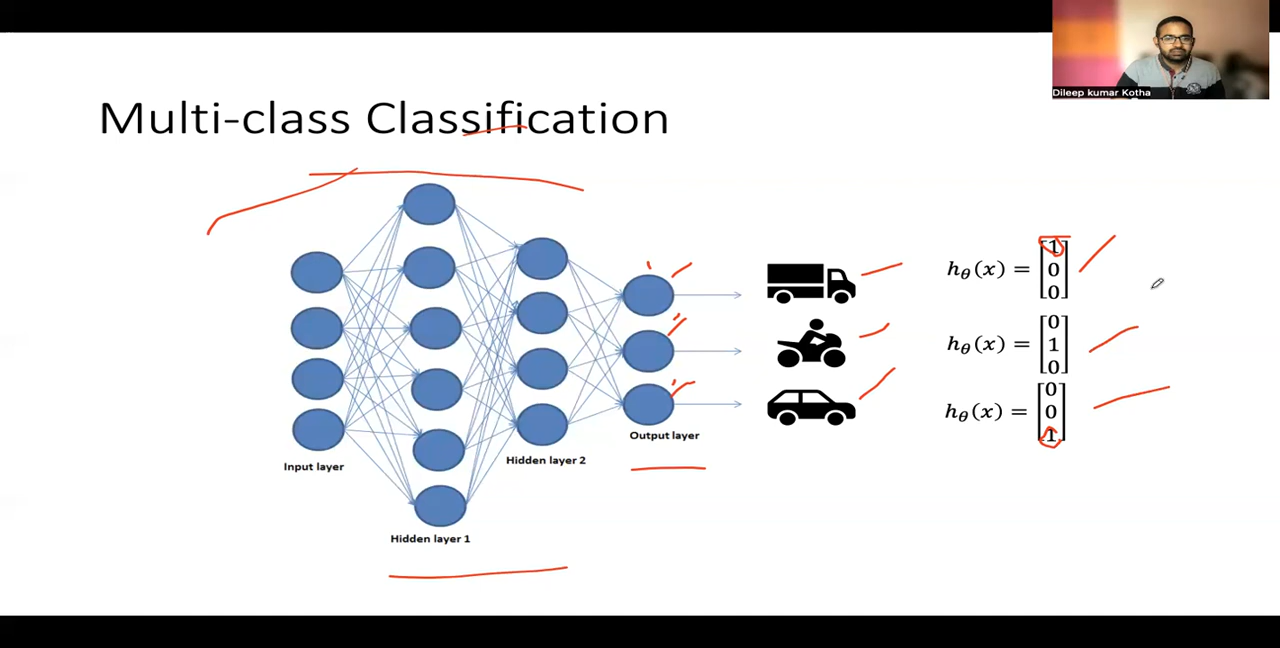 Dileep kumar Kotha
Multi-class Classification
Input layer
Hidden layer 1
Hidden layer 2
Output layer
h_θ(x) = [1 0 0]
h_θ(x) = [0 1 0]
h_θ(x) = [0 0 1]